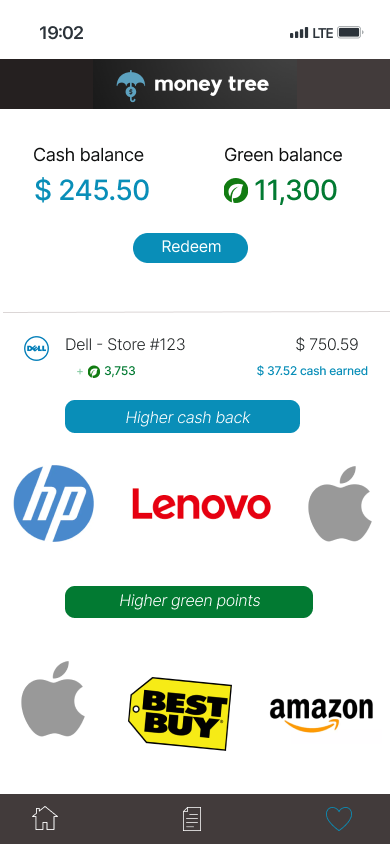 19:02
LTE
money tree
Cash balance
Green balance
$ 245.50
11,300
Redeem
DELL
Dell - Store #123
$ 750.59
+ 3,753
$ 37.52 cash earned
Higher cash back
hp
Lenovo
Higher green points
BEST
BUY
amazon